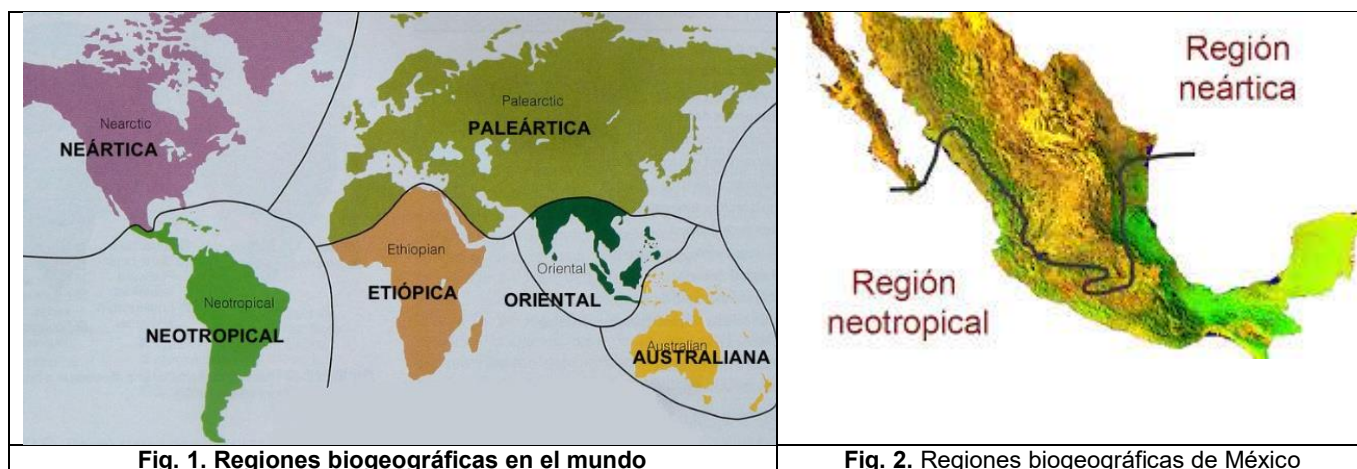 Nearctic
NEÁRTICA
Palearctic
PALEÁRTICA
Ethiopian
ETIÓPICA
Oriental
ORIENTAL
Neotropical
NEOTROPICAL
Australian
AUSTRALIANA
Región
neártica
Región
neotropical
Fig. 1. Regiones biogeográficas en el mundo
Fig. 2. Regiones biogeográficas de México